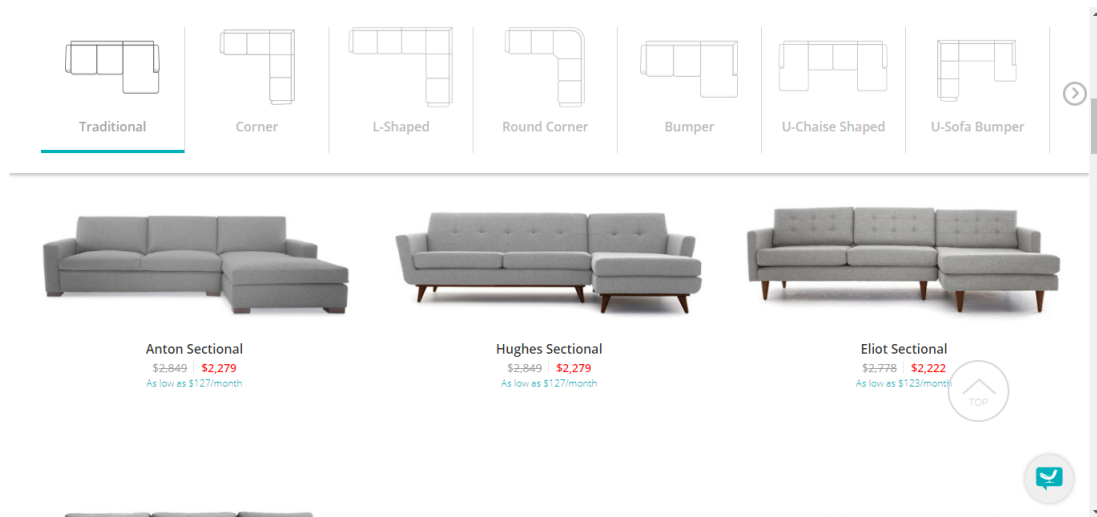 Traditional
Corner
L-Shaped
Round Corner
Bumper
U-Chaise Shaped
U-Sofa Bumper
Anton Sectional
$2,849 | $2,279
As low as $127/month
Hughes Sectional
$2,849 | $2,279
As low as $127/month
Eliot Sectional
$2,778 | $2,222
As low as $123/month
TOP